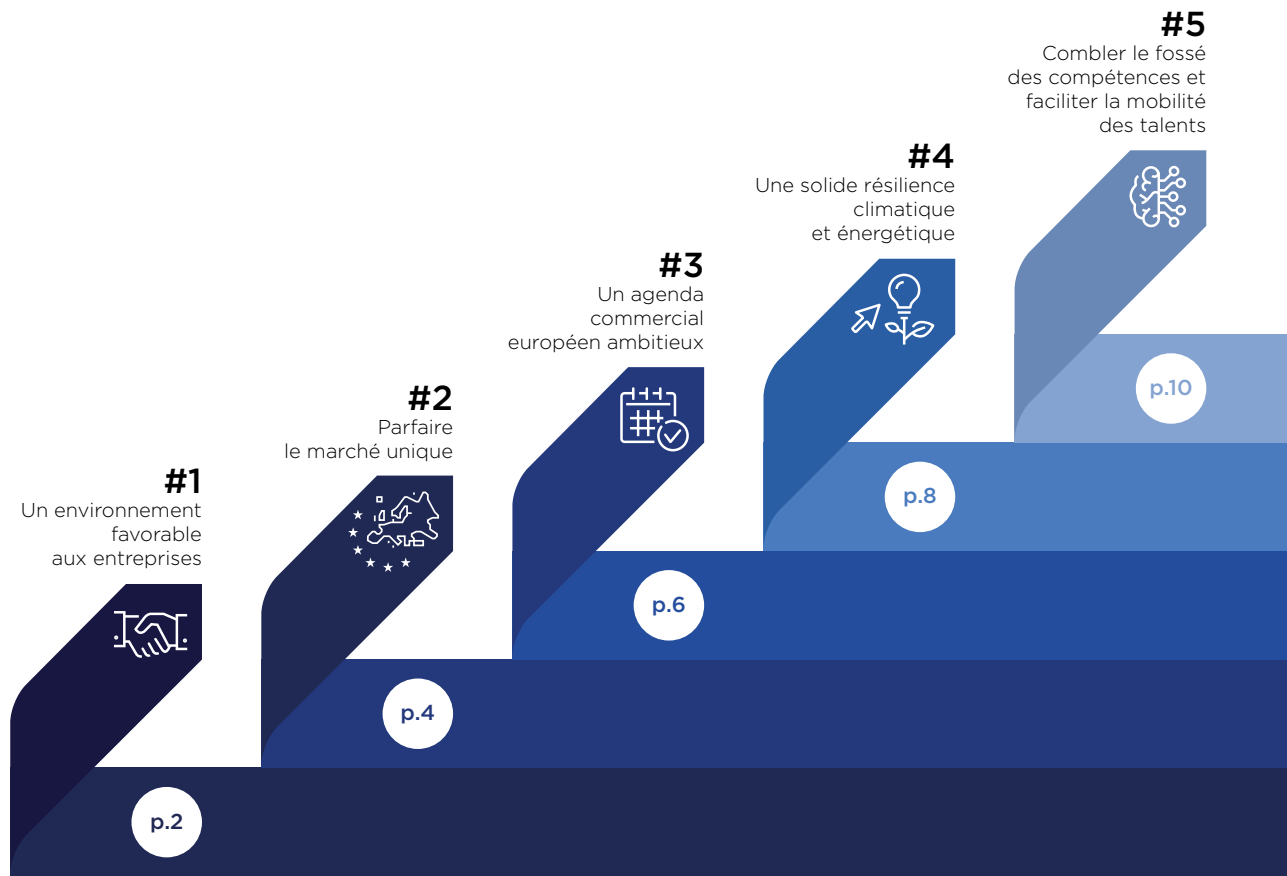 #1
Un environnement
favorable
aux entreprises
p.2
#2
Parfaire
le marché unique
p.4
#3
Un agenda
commercial
européen ambitieux
p.6
#4
Une solide résilience
climatique
et énergétique
p.8
#5
Combler le fossé
des compétences et
faciliter la mobilité
des talents
p.10